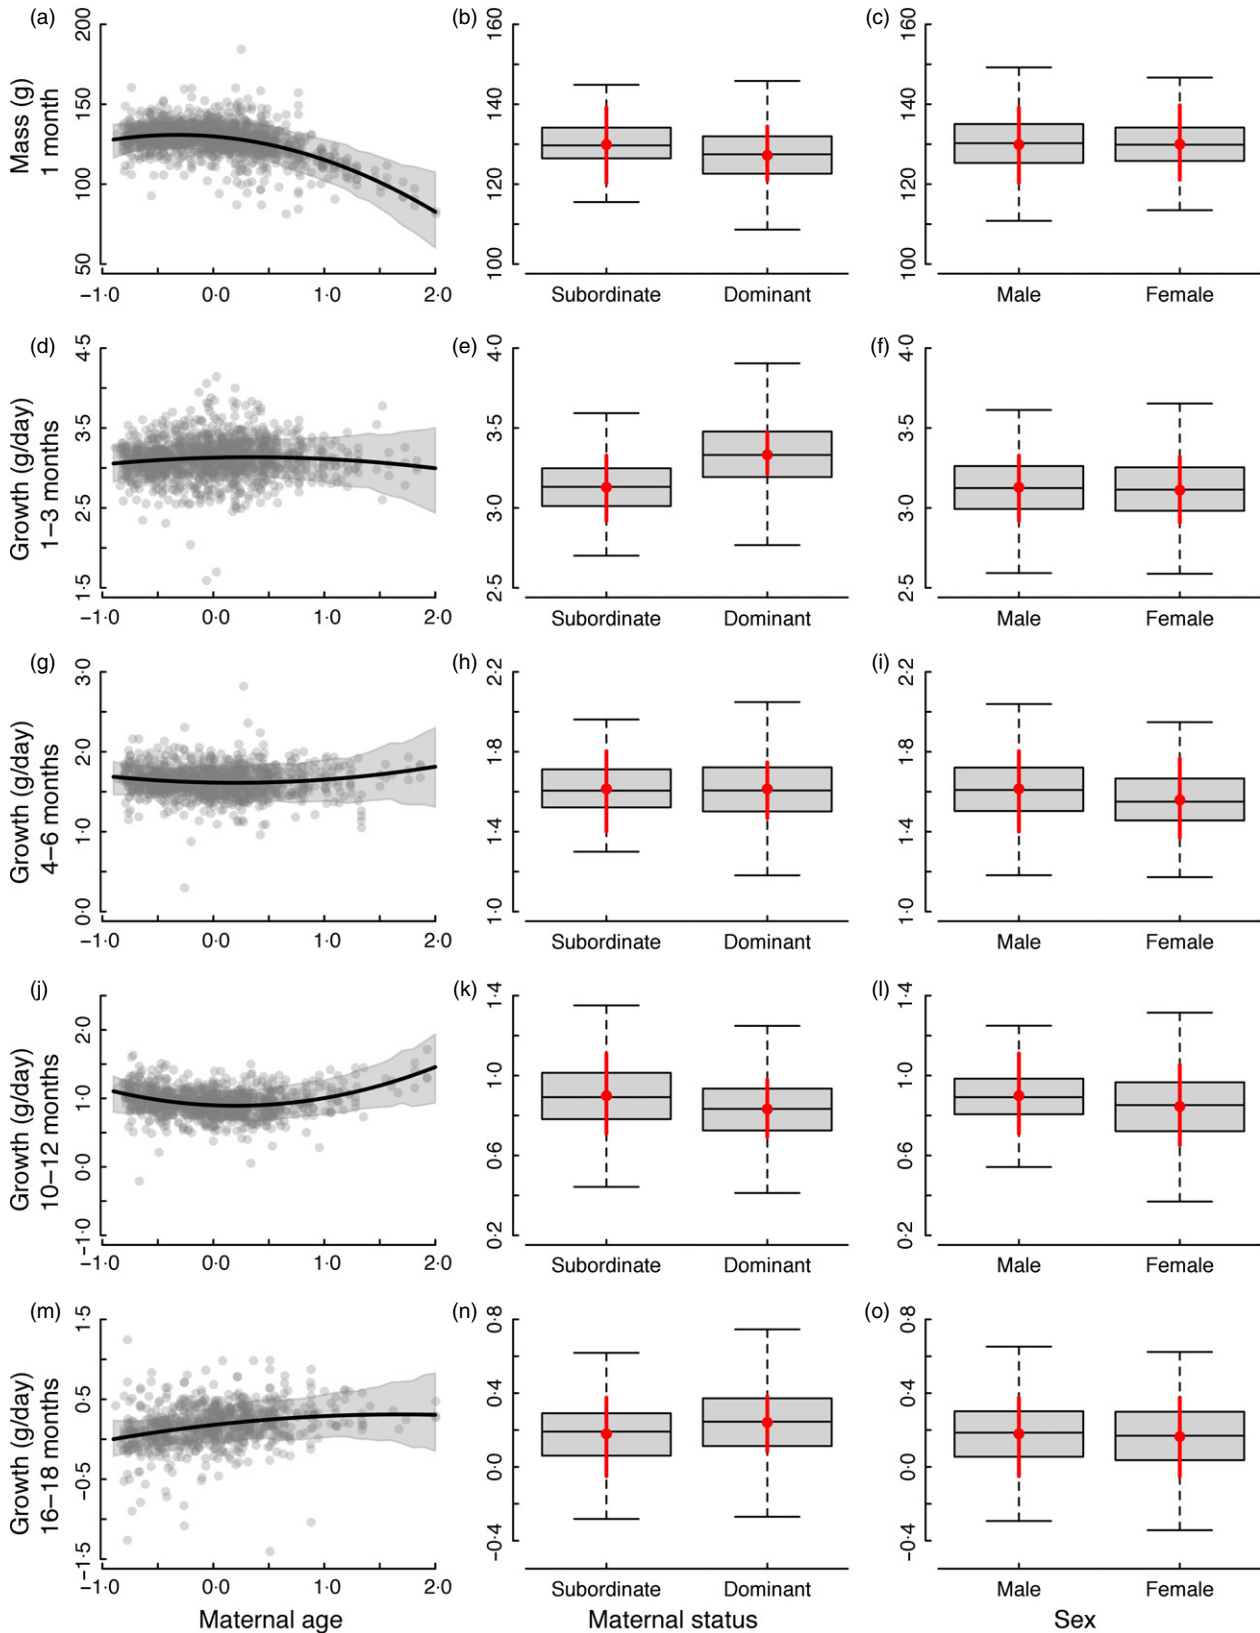 (a) (b) (c)
Mass (g)
1 month
200
150
100
50
−1·0 0·0 1·0 2·0
160
140
120
100
Subordinate Dominant
160
140
120
100
Male Female
(d) (e) (f)
Growth (g/day)
1–3 months
4·5
3·5
2·5
1·5
−1·0 0·0 1·0 2·0
4·0
3·5
3·0
2·5
Subordinate Dominant
4·0
3·5
3·0
2·5
Male Female
(g) (h) (i)
Growth (g/day)
4–6 months
3·0
2·0
1·0
0·0
−1·0 0·0 1·0 2·0
2·2
1·8
1·4
1·0
Subordinate Dominant
2·2
1·8
1·4
1·0
Male Female
(j) (k) (l)
Growth (g/day)
10–12 months
2·0
1·0
0·0
−1·0
−1·0 0·0 1·0 2·0
1·4
1·0
0·6
0·2
Subordinate Dominant
1·4
1·0
0·6
0·2
Male Female
(m) (n) (o)
Growth (g/day)
16–18 months
1·5
0·5
−0·5
−1·5
−1·0 0·0 1·0 2·0
0·8
0·4
0·0
−0·4
Subordinate Dominant
0·8
0·4
0·0
−0·4
Male Female
Maternal age Maternal status Sex